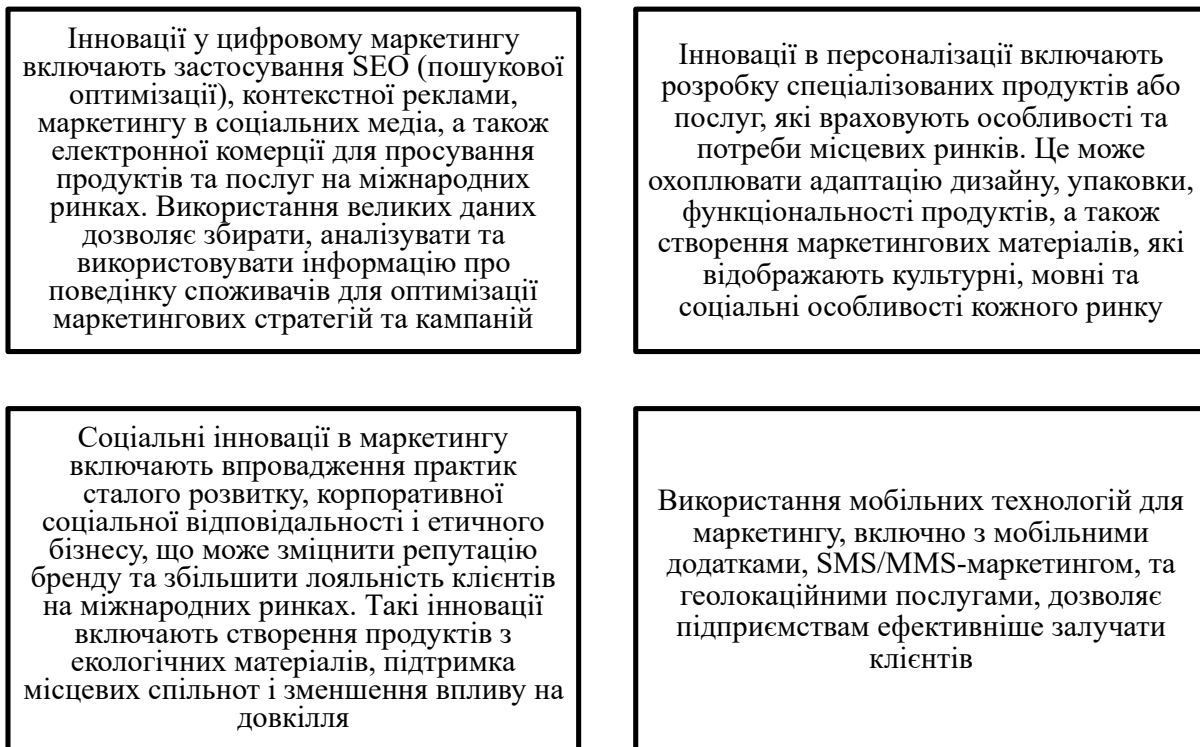 Інновації у цифровому маркетингу
включають застосування SEO (пошукової
оптимізації), контекстної реклами,
маркетингу в соціальних медіа, а також
електронної комерції для просування
продуктів та послуг на міжнародних
ринках. Використання великих даних
дозволяє збирати, аналізувати та
використовувати інформацію про
поведінку споживачів для оптимізації
маркетингових стратегій та кампаній
Інновації в персоналізації включають
розробку спеціалізованих продуктів або
послуг, які враховують особливості та
потреби місцевих ринків. Це може
охоплювати адаптацію дизайну, упаковки,
функціональності продуктів, а також
створення маркетингових матеріалів, які
відображають культурні, мовні та
соціальні особливості кожного ринку
Соціальні інновації в маркетингу
включають впровадження практик
сталого розвитку, корпоративної
соціальної відповідальності і етичного
бізнесу, що може зміцнити репутацію
бренду та збільшити лояльність клієнтів
на міжнародних ринках. Такі інновації
включають створення продуктів з
екологічних матеріалів, підтримка
місцевих спільнот і зменшення впливу на
довкілля
Використання мобільних технологій для
маркетингу, включно з мобільними
додатками, SMS/MMS-маркетингом, та
геолокаційними послугами, дозволяє
підприємствам ефективніше залучати
клієнтів